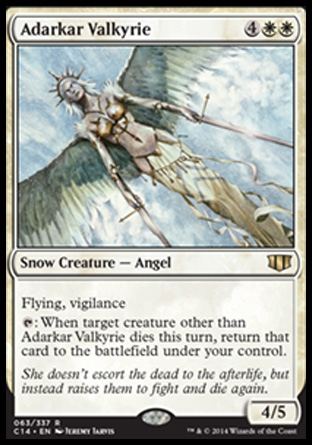 Adarkar Valkyrie 4
Snow Creature — Angel
Flying, vigilance
: When target creature other than
Adarkar Valkyrie dies this turn, return that
card to the battlefield under your control.
She doesn't escort the dead to the afterlife, but
instead raises them to fight and die again.
063/337 R
C14 • EN Jeremy Jarvis ™ & © 2014 Wizards of the Coast
4/5